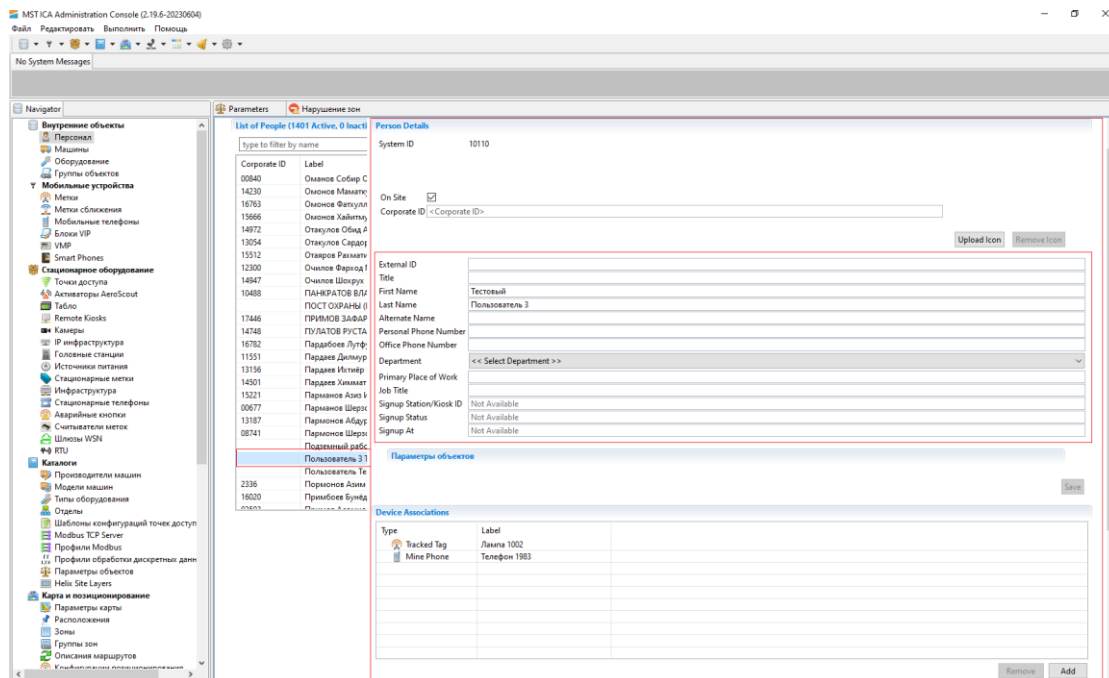 MST ICA Administration Console (2.19.6-20230604)
Файл Редактировать Выполнить Помощь
No System Messages
Navigator
Внутренние объекты
Персонал
Машины
Оборудование
Группы объектов
Мобильные устройства
Метки
Метки сближения
Мобильные телефоны
Блоки VIP
VMP
Smart Phones
Стационарное оборудование
Точки доступа
Активаторы AeroScout
Табло
Remote Kiosks
Камеры
IP инфраструктура
Головные станции
Источники питания
Стационарные метки
Инфраструктура
Стационарные телефоны
Аварийные кнопки
Считыватели меток
Шлюзы WSN
RTU
Каталоги
Производители машин
Модели машин
Типы оборудования
Отделы
Шаблоны конфигураций точек доступ
Modbus TCP Server
Профили Modbus
Профили обработки дискретных данн
Параметры объектов
Helix Site Layers
Карта и позиционирование
Параметры карты
Расположения
Зоны
Группы зон
Описания маршрутов
Конфигурации позиционирования
Parameters
Нарушение зон
List of People (1401 Active, 0 Inacti
type to filter by name
Corporate ID Label
00840 Оманов Собир С
14230 Омонов Маматк
16763 Омонов Фатхулл
15666 Омонов Хайитму
14972 Отакулов Обид А
13054 Отакулов Сардор
15512 Отаяров Рахмати
12300 Очилов Фарход
14947 Очилов Шохрух
10488 ПАНКРАТОВ ВЛА
ПОСТ ОХРАНЫ (
17446 ПРИМОВ ЗАФАР
14748 ПУЛАТОВ РУСТА
16782 Пардабоев Лутф
11551 Пардаев Дилмур
13156 Пардаев Ихтиёр
14501 Пардаев Химмат
15221 Парманов Азиз
00677 Парманов Шерзо
13187 Пармонов Абдур
08741 Пармонов Шерзо
Подземный рабо
Пользователь 3 Т
Пользователь Те
2336 Пормонов Азим
16020 Примбоев Бунёд
Person Details
System ID 10110
On Site
Corporate ID <Corporate ID>
Upload Icon Remove Icon
External ID
Title
First Name Тестовый
Last Name Пользователь 3
Alternate Name
Personal Phone Number
Office Phone Number
Department << Select Department >>
Primary Place of Work
Job Title
Signup Station/Kiosk ID Not Available
Signup Status Not Available
Signup At Not Available
Параметры объектов
Save
Device Associations
Type Label
Tracked Tag Лампа 1002
Mine Phone Телефон 1983
Remove Add